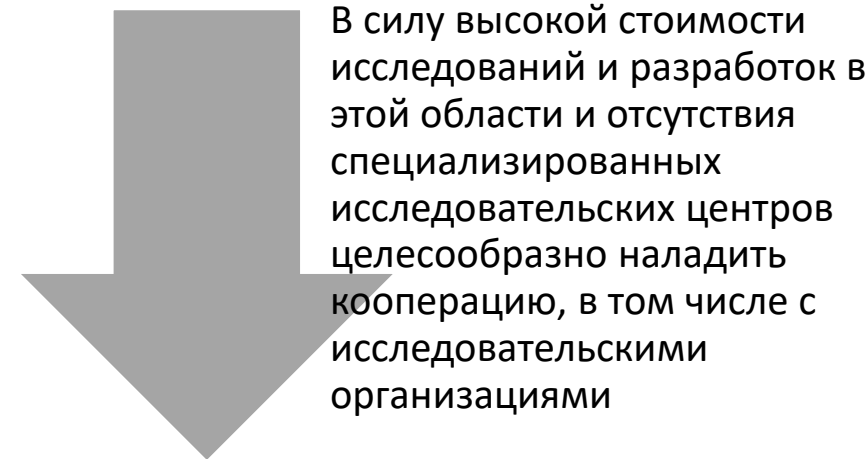 В силу высокой стоимости
исследований и разработок в
этой области и отсутствия
специализированных
исследовательских центров
целесообразно наладить
кооперацию, в том числе с
исследовательскими
организациями